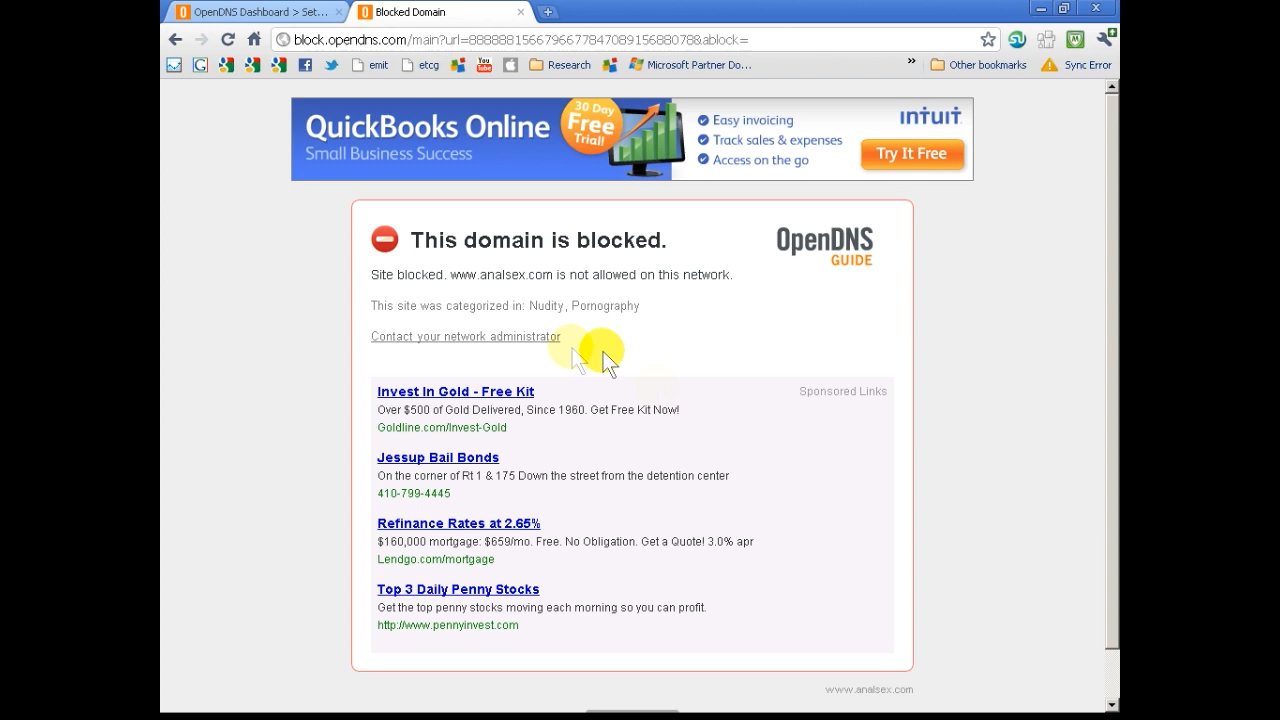 OpenDNS Dashboard > Set...
Blocked Domain
block.opendns.com/main?url=8888881566796677847089156880788&ablock=
emit
etcg
You Tube
Research
Microsoft Partner Do...
»
Other bookmarks
Sync Error
QuickBooks Online
Small Business Success
30 Day
Free
Trial!
Easy invoicing
Track sales & expenses
Access on the go
INTUIT
Try It Free
This domain is blocked.
OpenDNS
GUIDE
Site blocked. www.analsex.com is not allowed on this network.
This site was categorized in: Nudity, Pornography
Contact your network administrator
Invest In Gold - Free Kit
Sponsored Links
Over $500 of Gold Delivered, Since 1960. Get Free Kit Now!
Goldline.com/Invest-Gold
Jessup Bail Bonds
On the corner of Rt 1 & 175 Down the street from the detention center
410-799-4445
Refinance Rates at 2.65%
$160,000 mortgage: $659/mo. Free. No Obligation. Get a Quote! 3.0% apr
Lendgo.com/mortgage
Top 3 Daily Penny Stocks
Get the top penny stocks moving each morning so you can profit.
http://www.pennyinvest.com
www.analsex.com